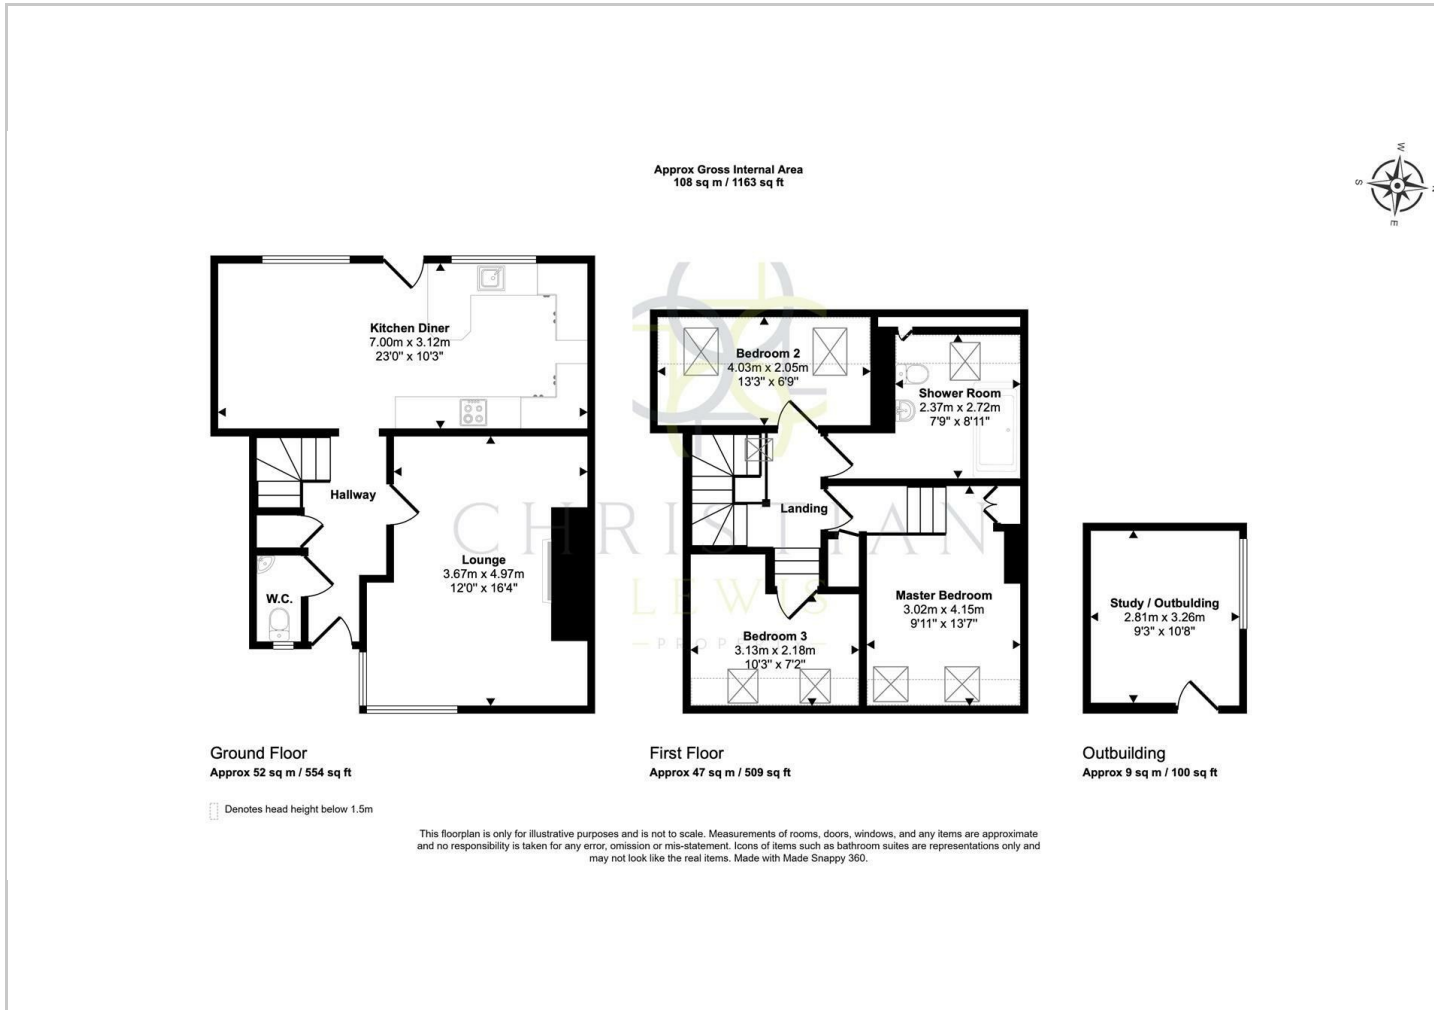 Approx Gross Internal Area
108 sq m / 1163 sq ft
W
S
E
Kitchen Diner
7.00m x 3.12m
23'0" x 10'3"
Hallway
Lounge
3.67m x 4.97m
12'0" x 16'4"
W.C.
Bedroom 2
4.03m x 2.05m
13'3" x 6'9"
Shower Room
2.37m x 2.72m
7'9" x 8'11"
Landing
Master Bedroom
3.02m x 4.15m
9'11" x 13'7"
Bedroom 3
3.13m x 2.18m
10'3" x 7'2"
Study / Outbulding
2.81m x 3.26m
9'3" x 10'8"
CHRISTIAN
LEWIS
Ground Floor
Approx 52 sq m / 554 sq ft
First Floor
Approx 47 sq m / 509 sq ft
Outbuilding
Approx 9 sq m / 100 sq ft
Denotes head height below 1.5m
This floorplan is only for illustrative purposes and is not to scale. Measurements of rooms, doors, windows, and any items are approximate
and no responsibility is taken for any error, omission or mis-statement. Icons of items such as bathroom suites are representations only and
may not look like the real items. Made with Made Snappy 360.